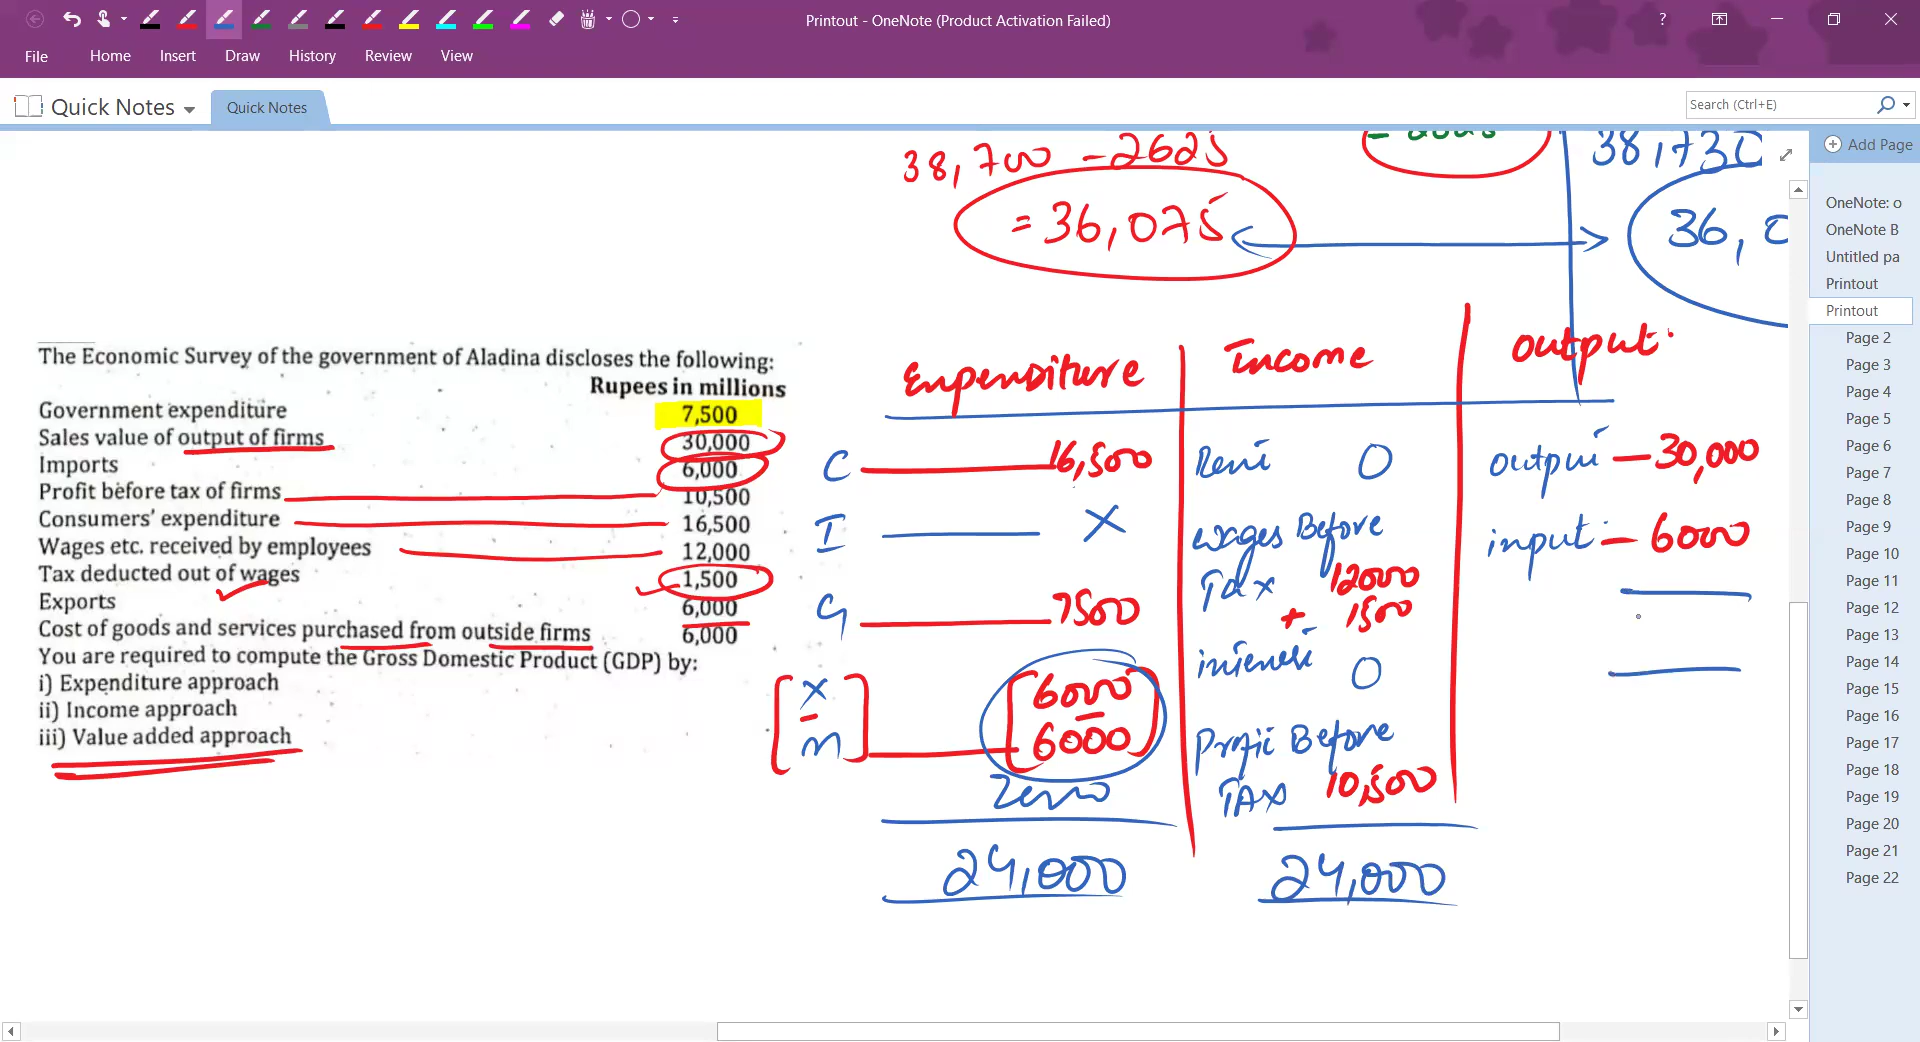 Printout - OneNote (Product Activation Failed)
File Home Insert Draw History Review View
Quick Notes
Quick Notes
Search (Ctrl+E)
Add Page
OneNote: o
OneNote B
Untitled pa
Printout
Printout
Page 2
Page 3
Page 4
Page 5
Page 6
Page 7
Page 8
Page 9
Page 10
Page 11
Page 12
Page 13
Page 14
Page 15
Page 16
Page 17
Page 18
Page 19
Page 20
Page 21
Page 22
38,700 - 2625
= 36,075
38,730
36,0
The Economic Survey of the government of Aladina discloses the following:
Rupees in millions
Government expenditure 7,500
Sales value of output of firms 30,000
Imports 6,000
Profit before tax of firms 10,500
Consumers' expenditure 16,500
Wages etc. received by employees 12,000
Tax deducted out of wages 1,500
Exports 6,000
Cost of goods and services purchased from outside firms 6,000
You are required to compute the Gross Domestic Product (GDP) by:
i) Expenditure approach
ii) Income approach
iii) Value added approach
Expenditure
C 16,500
I X
G 7500
[X - M] [6000 - 6000]
Zero
24,000
Income
Rent 0
Wages Before
Tax 12000
+ 1500
interest 0
Profit Before
TAX 10,500
24,000
output
output - 30,000
input - 6000